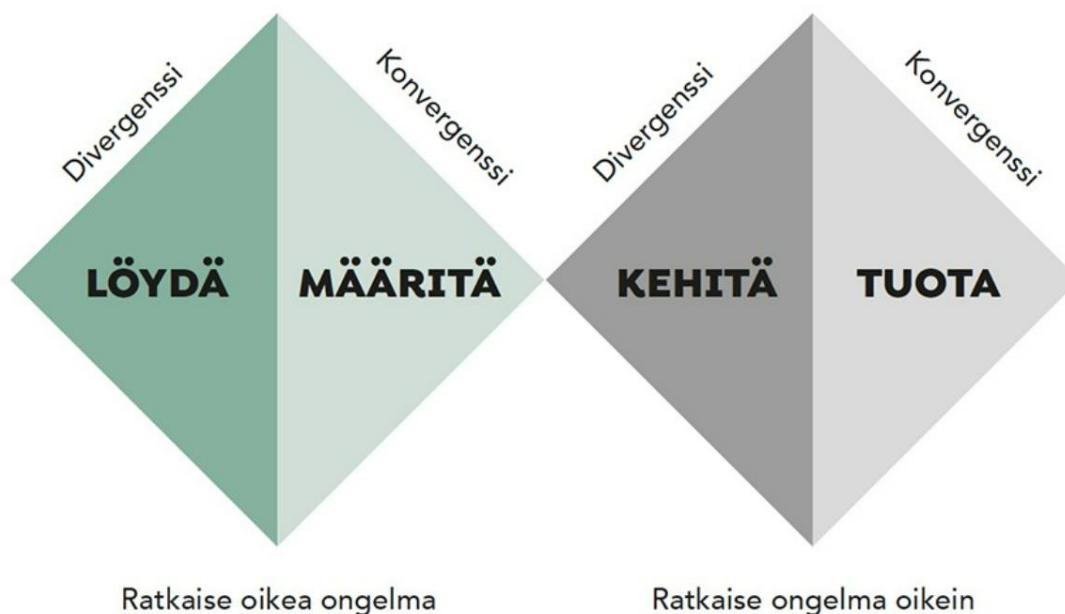 Divergenssi
Konvergenssi
Divergenssi
Konvergenssi
LÖYDÄ
MÄÄRITÄ
KEHITÄ
TUOTA
Ratkaise oikea ongelma
Ratkaise ongelma oikein